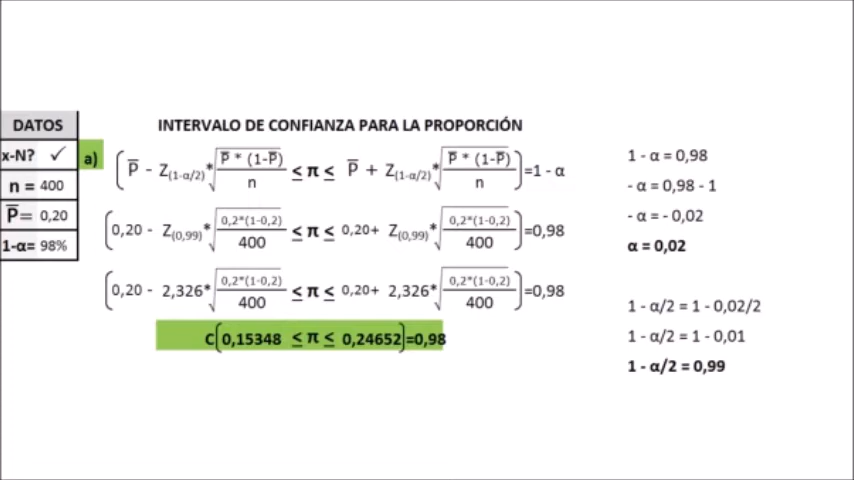 DATOS
x-N? ✓
n = 400
P̅= 0,20
1-α= 98%
INTERVALO DE CONFIANZA PARA LA PROPORCIÓN
a)
(P̅ - Z(1-α/2)*√(P̅ * (1-P̅)/n) ≤ π ≤ P̅ + Z(1-α/2)*√(P̅ * (1-P̅)/n))=1 - α
(0,20 - Z(0,99)*√(0,2*(1-0,2)/400) ≤ π ≤ 0,20+ Z(0,99)*√(0,2*(1-0,2)/400))=0,98
(0,20 - 2,326*√(0,2*(1-0,2)/400) ≤ π ≤ 0,20+ 2,326*√(0,2*(1-0,2)/400))=0,98
C(0,15348 ≤ π ≤ 0,24652)=0,98
1 - α = 0,98
- α = 0,98 - 1
- α = - 0,02
α = 0,02
1 - α/2 = 1 - 0,02/2
1 - α/2 = 1 - 0,01
1 - α/2 = 0,99